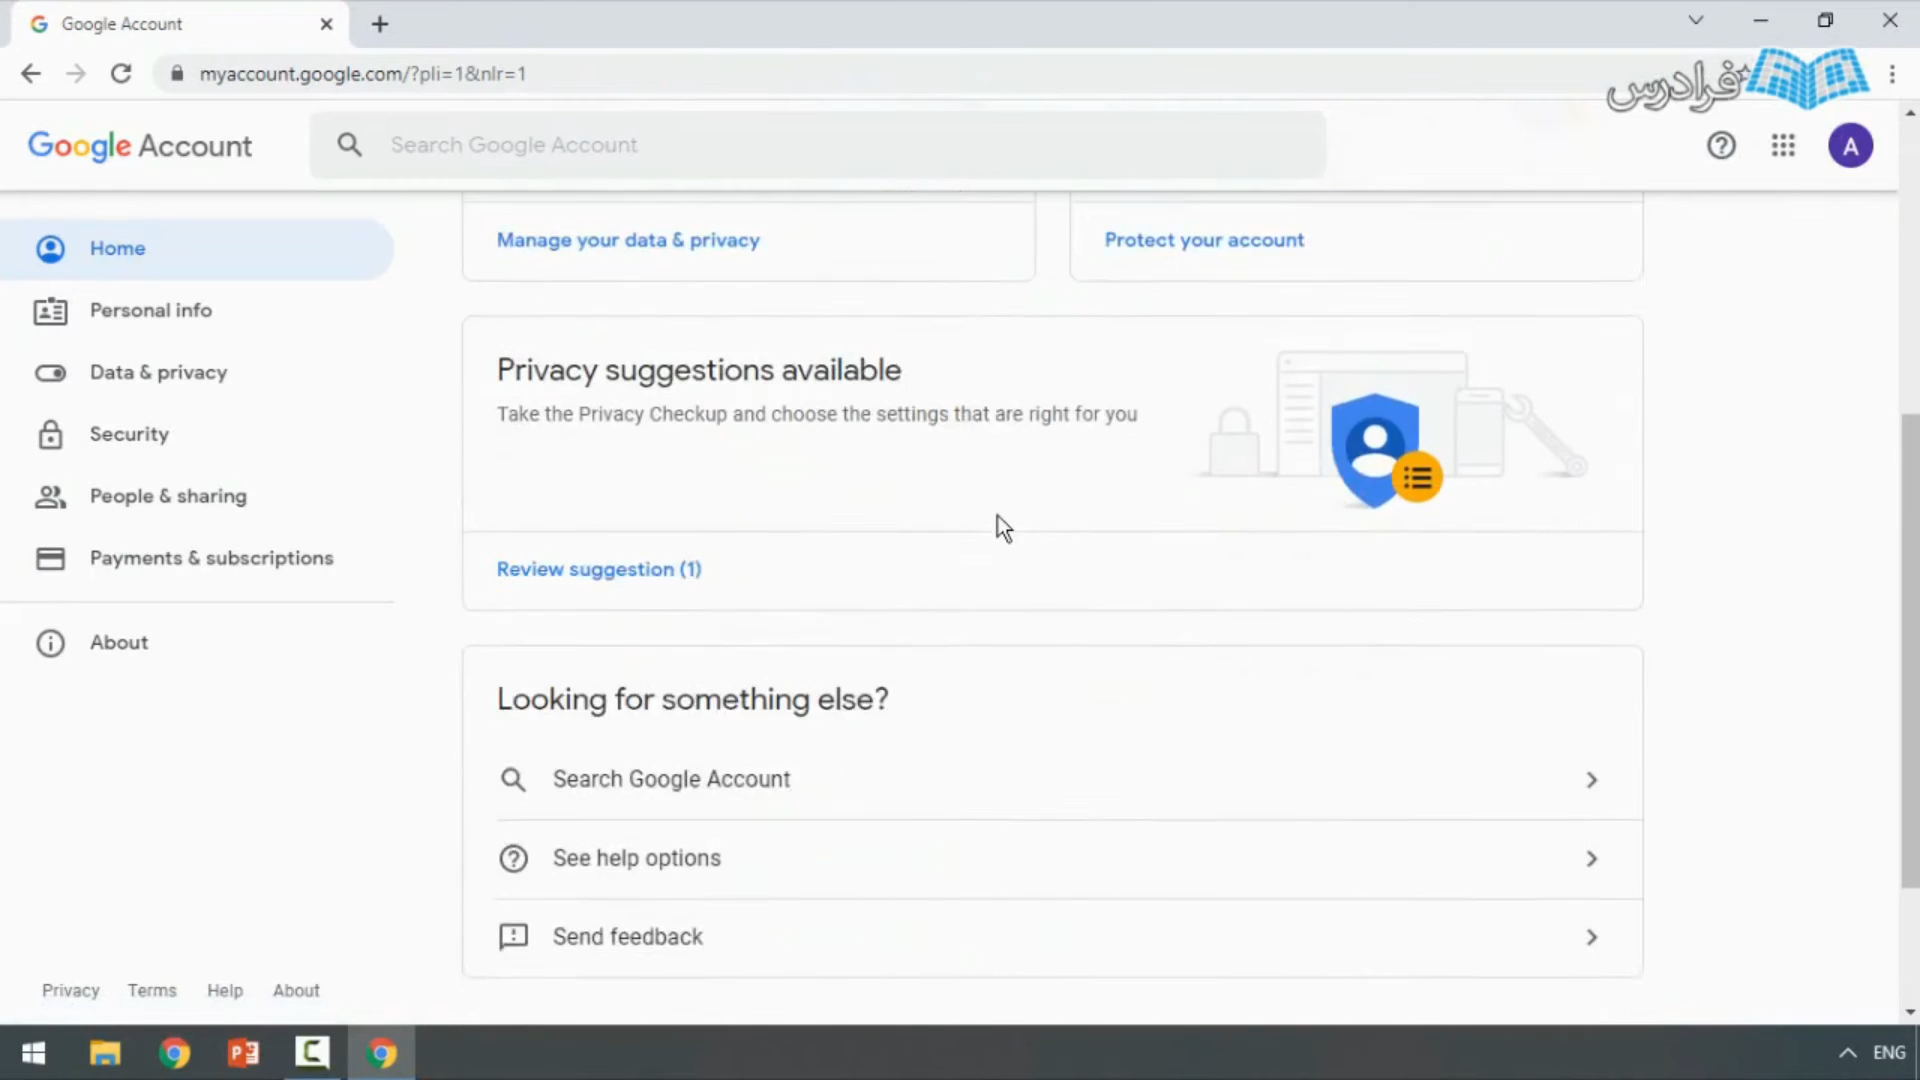 Google Account
myaccount.google.com/?pli=1&nlr=1
فرادرس
Google Account
Search Google Account
A
Home
Personal info
Data & privacy
Security
People & sharing
Payments & subscriptions
About
Manage your data & privacy
Protect your account
Privacy suggestions available
Take the Privacy Checkup and choose the settings that are right for you
Review suggestion (1)
Looking for something else?
Search Google Account
See help options
Send feedback
Privacy Terms Help About
ENG